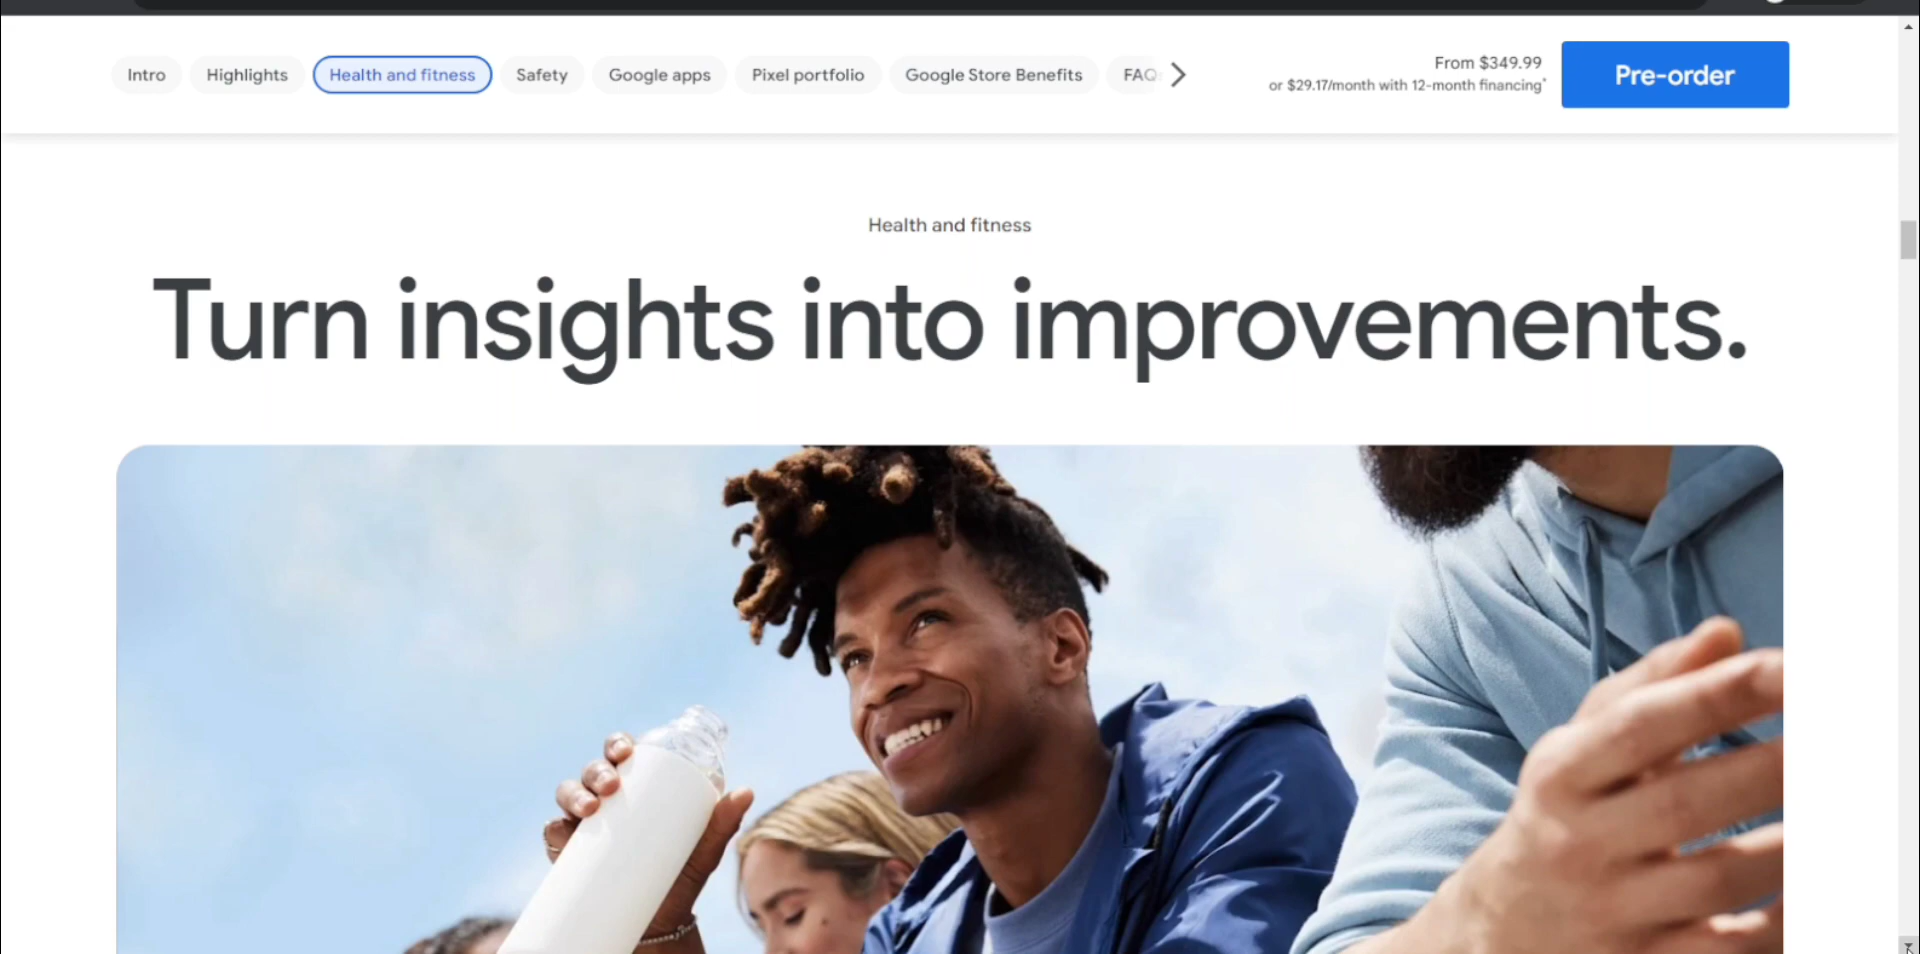 Intro Highlights Health and fitness Safety Google apps Pixel portfolio Google Store Benefits FAQ
From $349.99
or $29.17/month with 12-month financing*
Pre-order
Health and fitness
Turn insights into improvements.